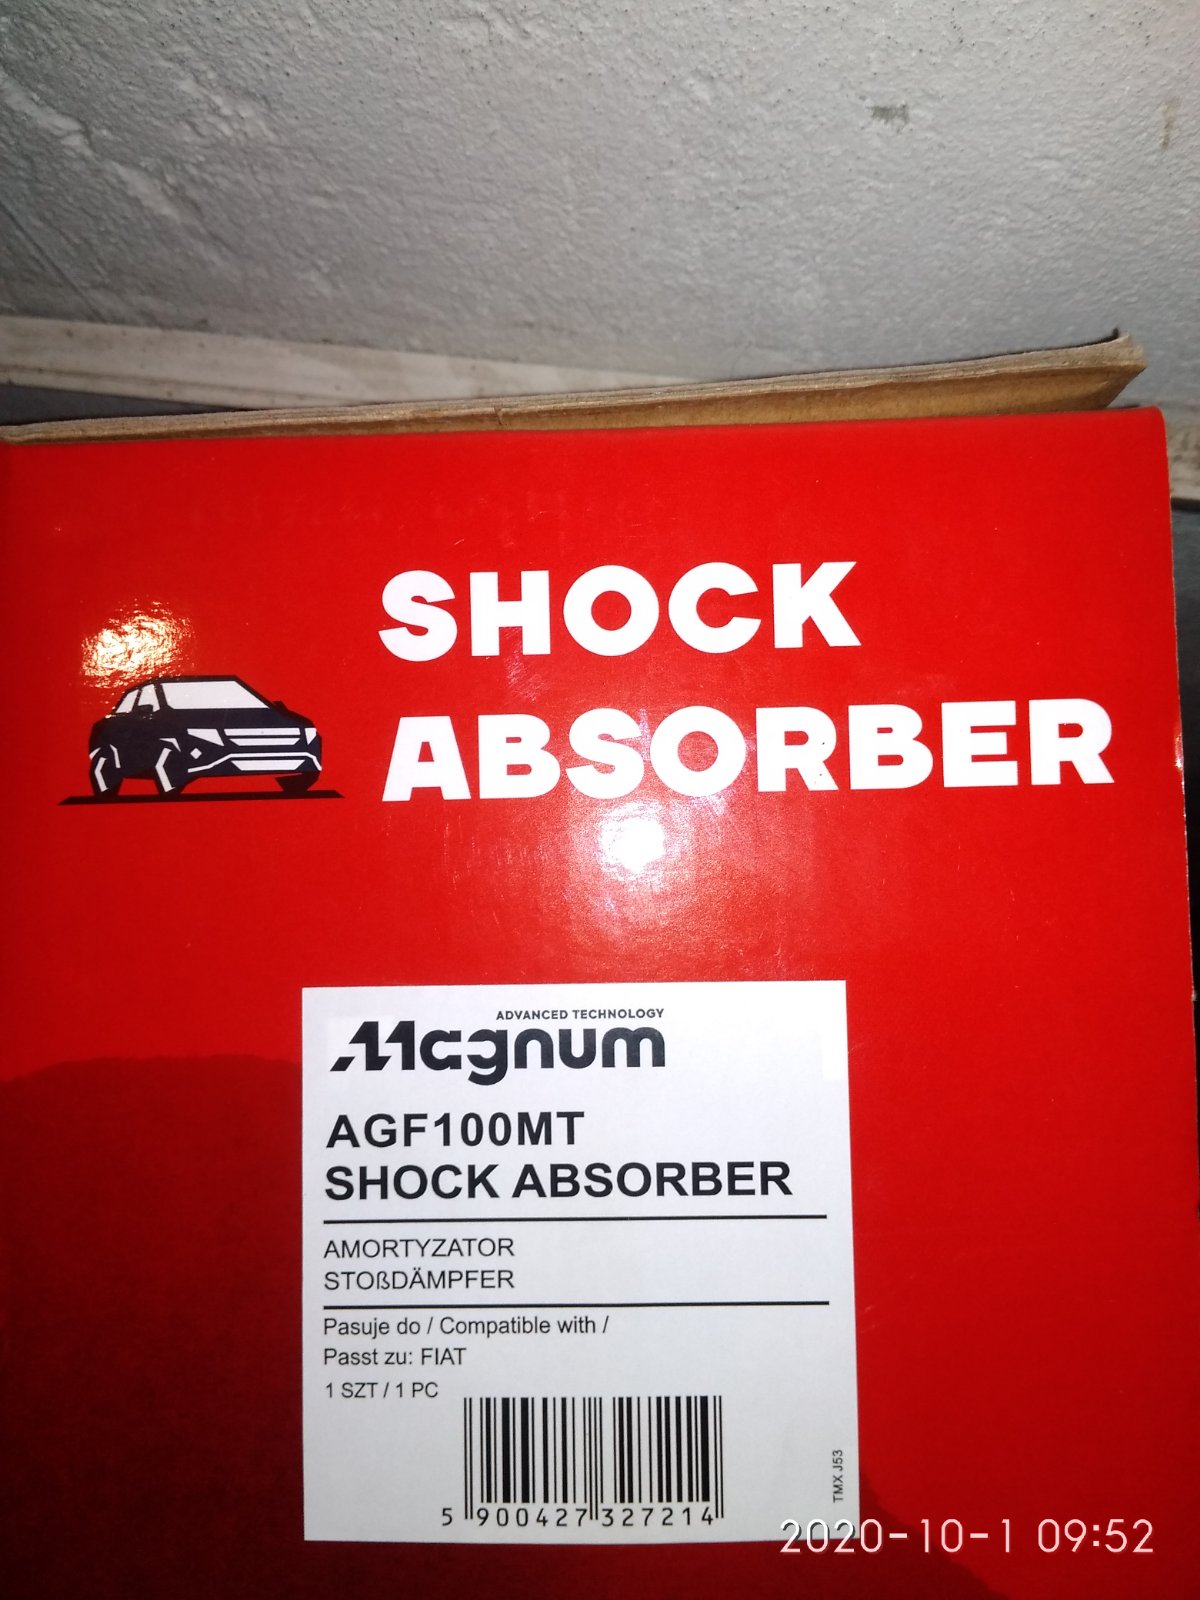 SHOCK
ABSORBER
ADVANCED TECHNOLOGY
Magnum
AGF100MT
SHOCK ABSORBER
AMORTYZATOR
STOßDÄMPFER
Pasuje do / Compatible with /
Passt zu: FIAT
1 SZT / 1 PC
5 900427 327214
TMX J53
2020-10-1 09:52